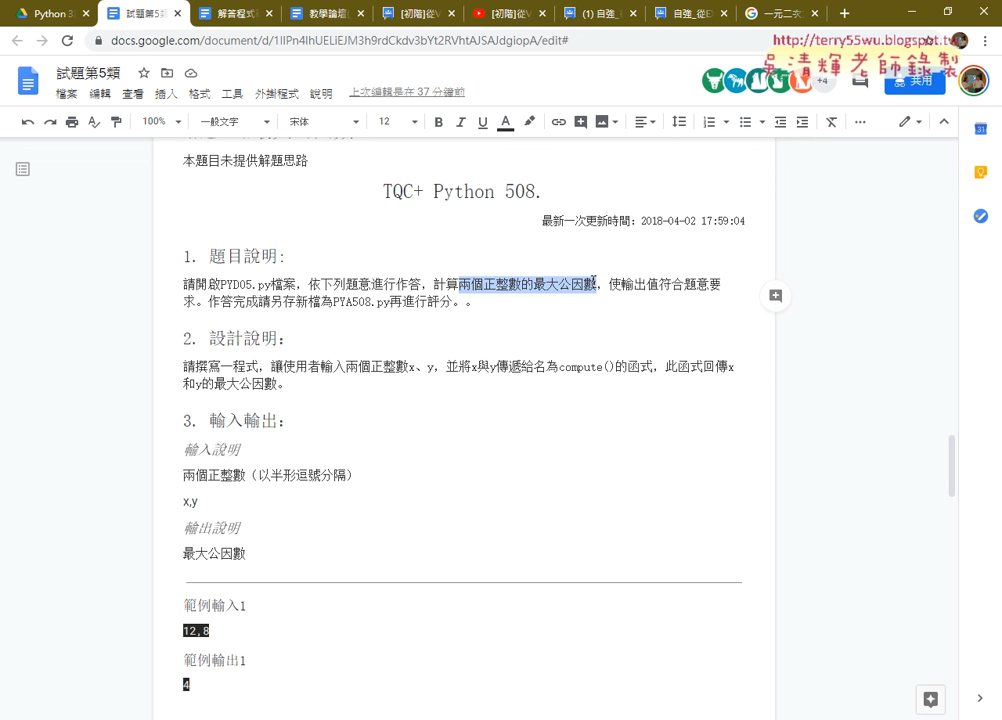 Python 3
試題第5類
解答程式
教學論壇
[初階]從V
[初階]從V
(1) 自強_
自強_從E
一元二次
docs.google.com/document/d/1lIPn4IhUELiEJM3h9rdCkdv3bYt2RVhtAJSAJdgiopA/edit#
http://terry55wu.blogspot.tw
吳清輝老師錄製
試題第5類
檔案 編輯 查看 插入 格式 工具 外掛程式 說明 上次編輯是在 37 分鐘前
+4
共用
100% 一般文字 宋体 12 B I U A
本題目未提供解題思路
TQC+ Python 508.
最新一次更新時間: 2018-04-02 17:59:04
1. 題目說明:
請開啟PYD05.py檔案，依下列題意進行作答，計算兩個正整數的最大公因數，使輸出值符合題意要
求。作答完成請另存新檔為PYA508.py再進行評分。。
2. 設計說明：
請撰寫一程式，讓使用者輸入兩個正整數x、y，並將x與y傳遞給名為compute()的函式，此函式回傳x
和y的最大公因數。
3. 輸入輸出：
輸入說明
兩個正整數（以半形逗號分隔）
x,y
輸出說明
最大公因數
範例輸入1
12,8
範例輸出1
4